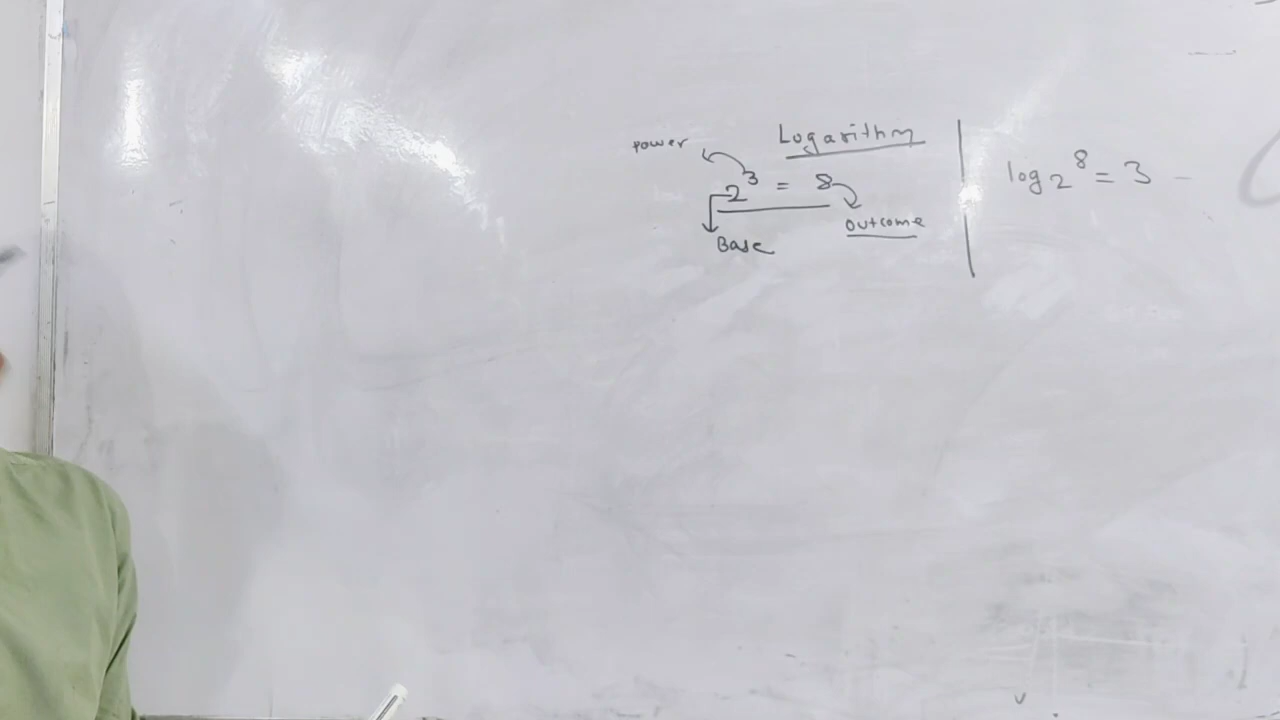 Logarithm
power
2³ = 8
outcome
Base
log₂⁸ = 3